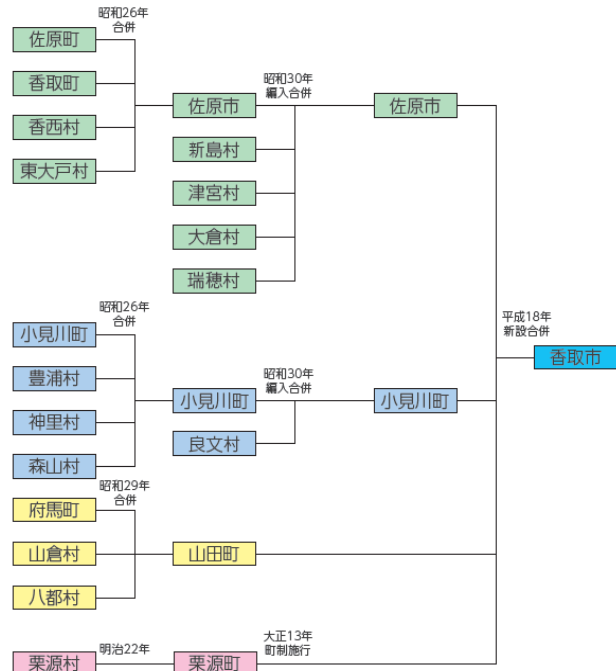 昭和26年
合併
佐原町
香取町
香西村
東大戸村
昭和30年
編入合併
佐原市
新島村
津宮村
大倉村
瑞穂村
佐原市
昭和26年
合併
小見川町
豊浦村
神里村
森山村
昭和30年
編入合併
小見川町
良文村
小見川町
昭和29年
合併
府馬町
山倉村
八都村
山田町
栗源村
明治22年
栗源町
大正13年
町制施行
平成18年
新設合併
香取市